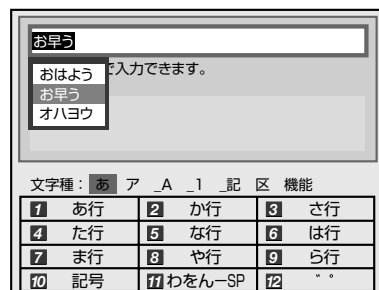 お早う
で入力できます。
おはよう
お早う
オハヨウ
文字種： あ ア _A _1 _記 区 機能
1 あ行 2 か行 3 さ行
4 た行 5 な行 6 は行
7 ま行 8 や行 9 ら行
10 記号 11 わをんーSP 12 ゛゜